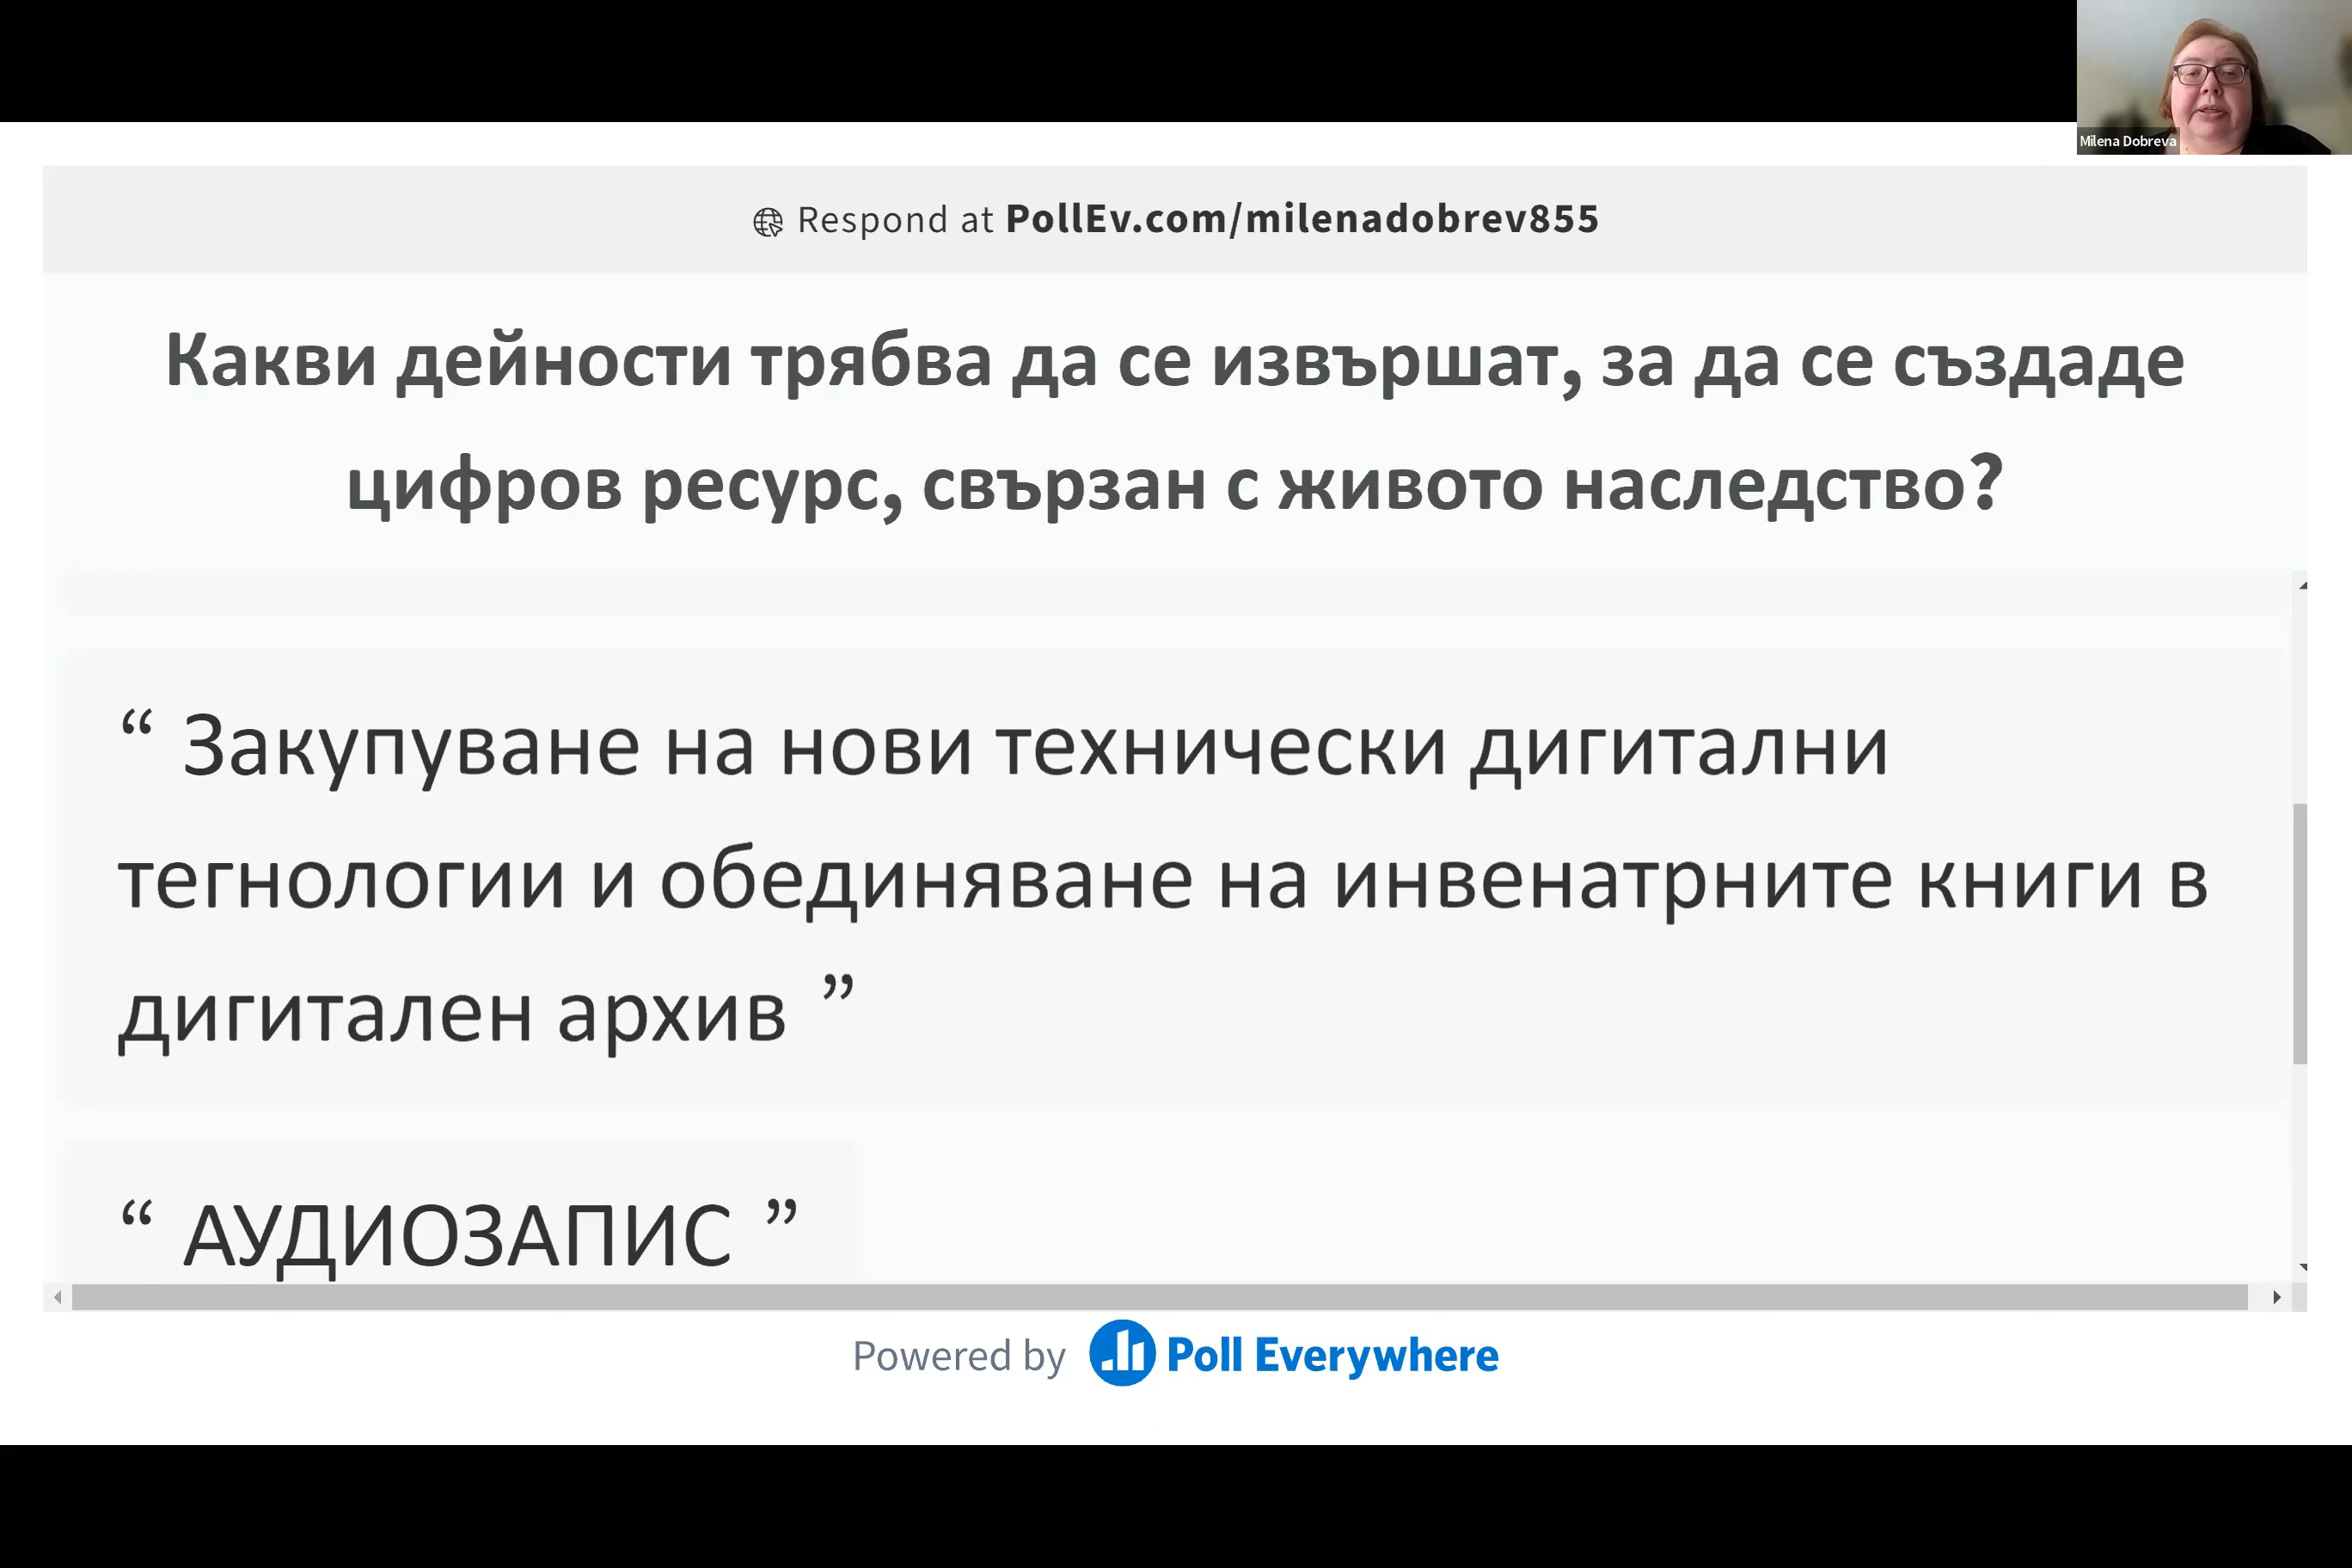 Milena Dobreva
Respond at PollEv.com/milenadobrev855
Какви дейности трябва да се извършат, за да се създаде
цифров ресурс, свързан с живото наследство?
“ Закупуване на нови технически дигитални
тегнологии и обединяване на инвенатрните книги в
дигитален архив ”
“ АУДИОЗАПИС ”
Powered by Poll Everywhere